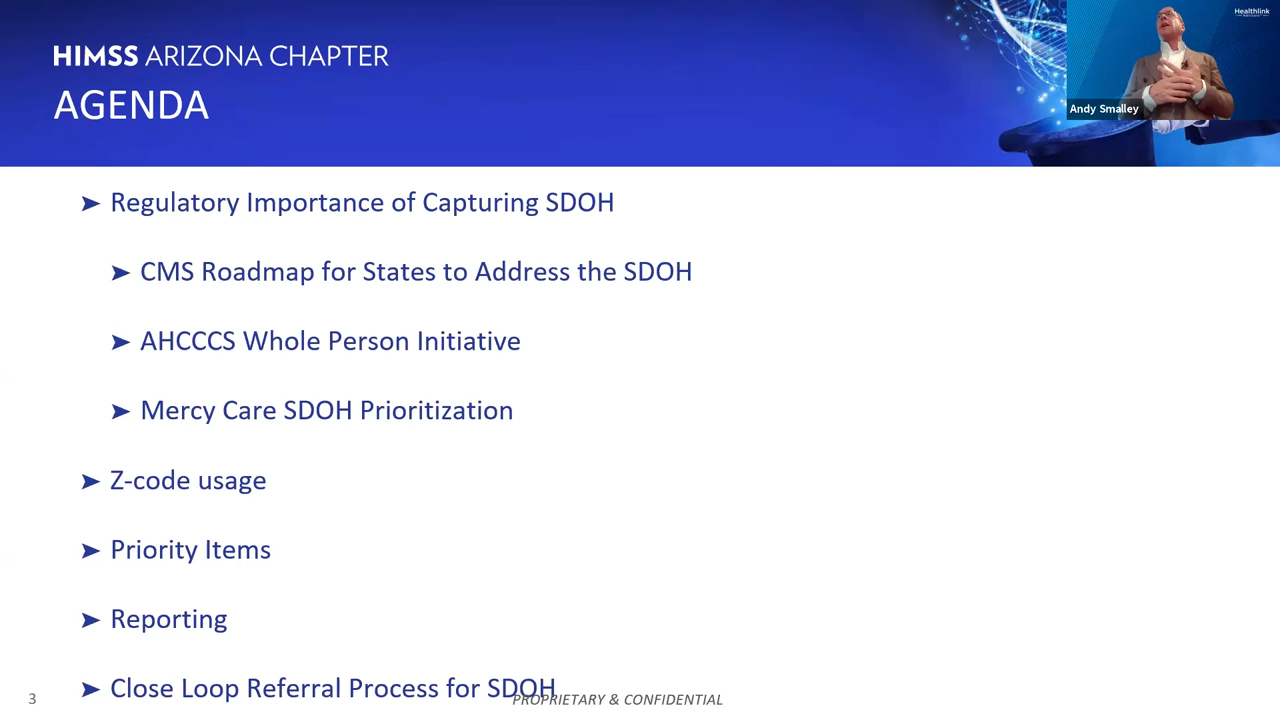 HIMSS ARIZONA CHAPTER
AGENDA
Healthlink
Andy Smalley
➤ Regulatory Importance of Capturing SDOH
➤ CMS Roadmap for States to Address the SDOH
➤ AHCCCS Whole Person Initiative
➤ Mercy Care SDOH Prioritization
➤ Z-code usage
➤ Priority Items
➤ Reporting
➤ Close Loop Referral Process for SDOH
3
PROPRIETARY & CONFIDENTIAL